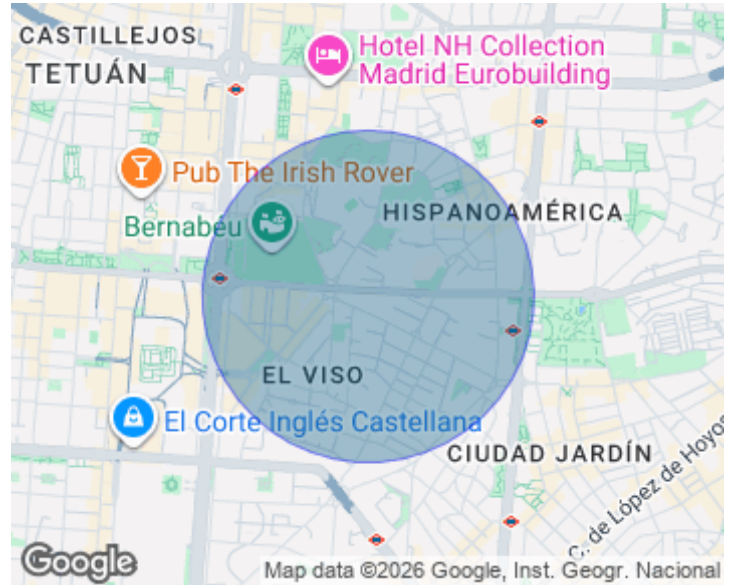 CASTILLEJOS
TETUÁN
Hotel NH Collection
Madrid Eurobuilding
Pub The Irish Rover
Bernabéu
HISPANOAMÉRICA
EL VISO
El Corte Inglés Castellana
CIUDAD JARDÍN
C. de López de Hoyos
Google
Map data ©2026 Google, Inst. Geogr. Nacional